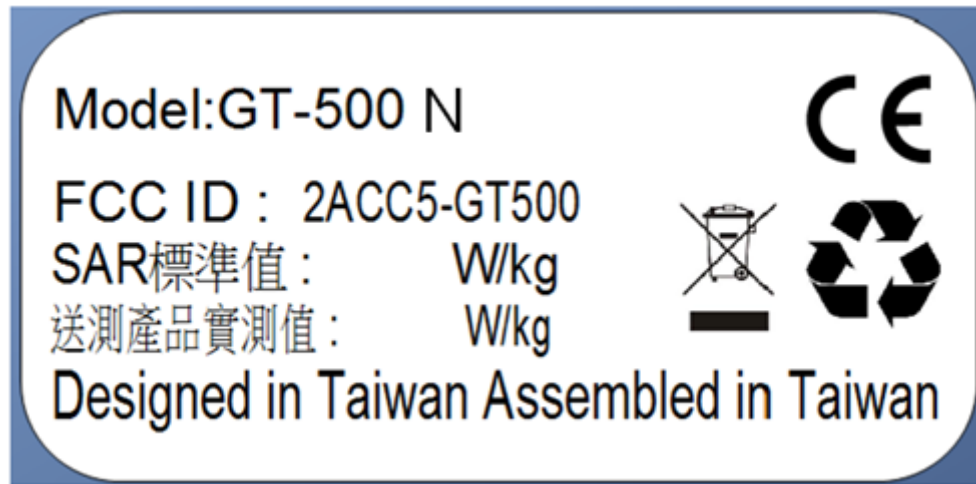 Model:GT-500 N
CE
FCC ID : 2ACC5-GT500
SAR標準值 : W/kg
送測產品實測值 : W/kg
Designed in Taiwan Assembled in Taiwan